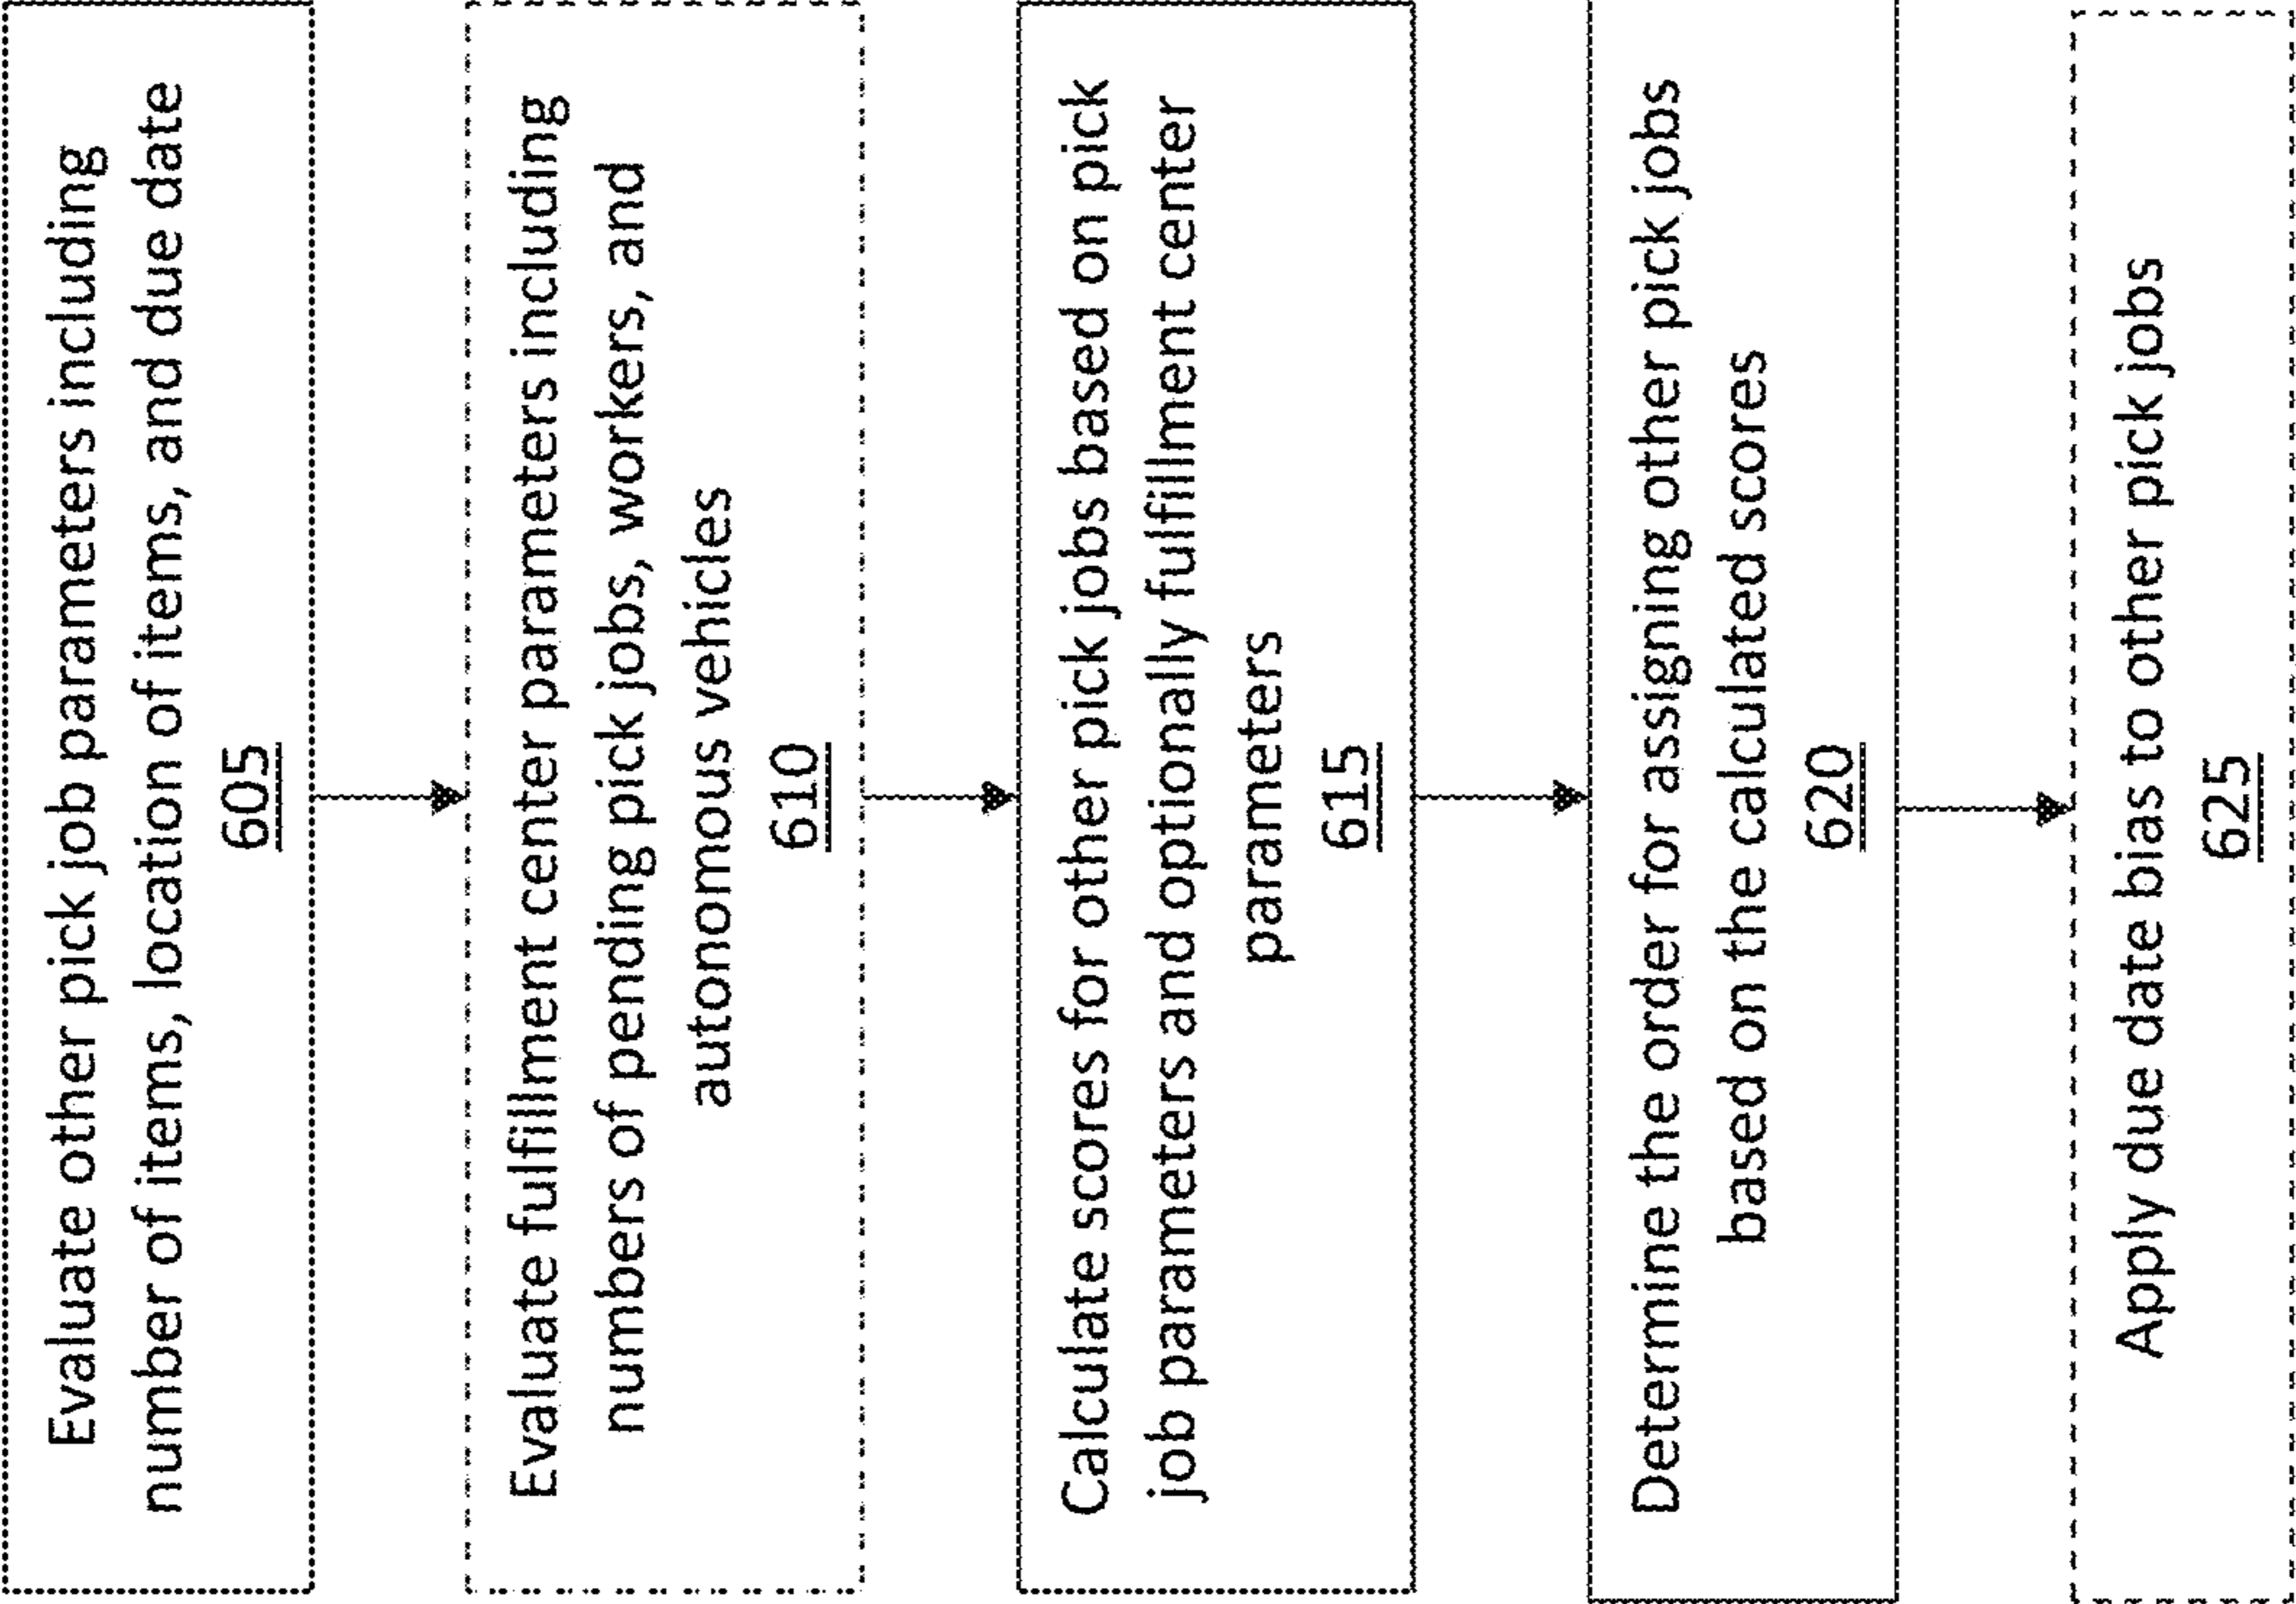 Evaluate other pick job parameters including
number of items, location of items, and due date
605
Evaluate fulfillment center parameters including
numbers of pending pick jobs, workers, and
autonomous vehicles
610
Calculate scores for other pick jobs based on pick
job parameters and optionally fulfillment center
parameters
615
Determine the order for assigning other pick jobs
based on the calculated scores
620
Apply due date bias to other pick jobs
625